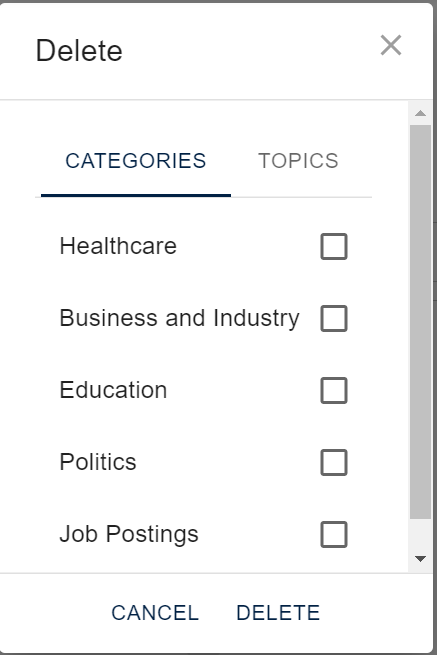 Delete
CATEGORIES TOPICS
Healthcare
Business and Industry
Education
Politics
Job Postings
CANCEL DELETE